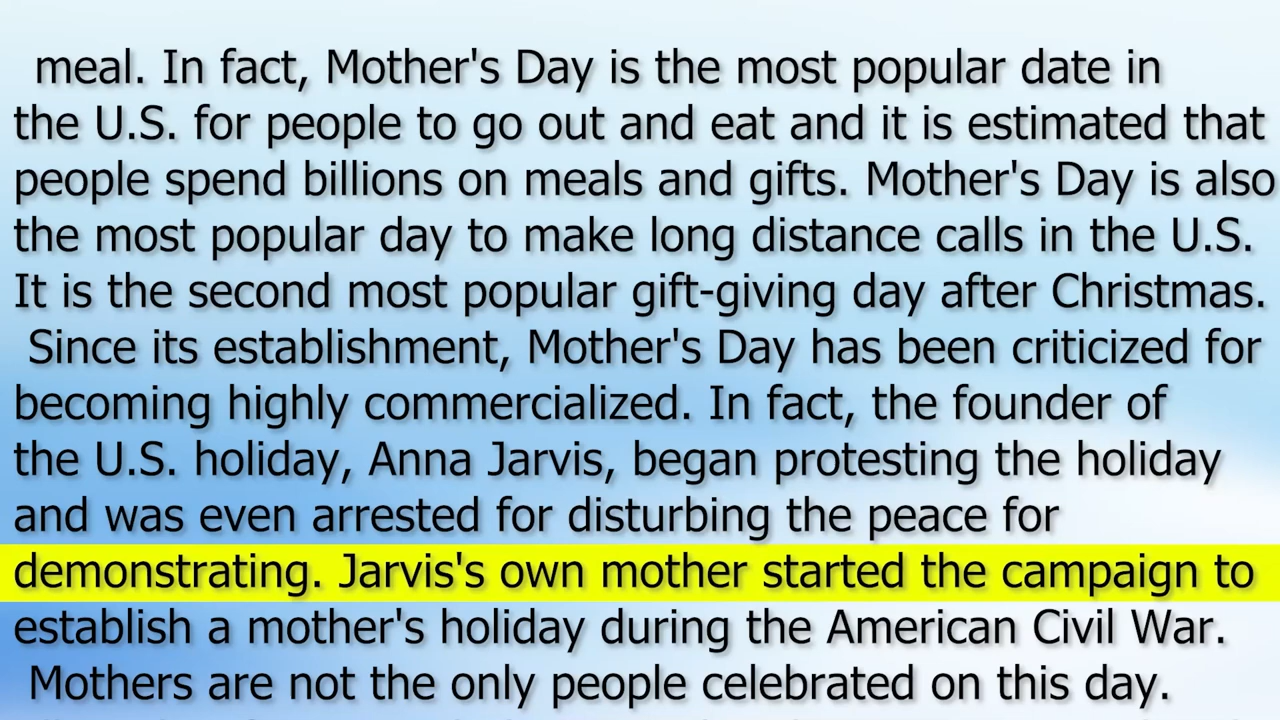 meal. In fact, Mother's Day is the most popular date in
the U.S. for people to go out and eat and it is estimated that
people spend billions on meals and gifts. Mother's Day is also
the most popular day to make long distance calls in the U.S.
It is the second most popular gift-giving day after Christmas.
Since its establishment, Mother's Day has been criticized for
becoming highly commercialized. In fact, the founder of
the U.S. holiday, Anna Jarvis, began protesting the holiday
and was even arrested for disturbing the peace for
demonstrating. Jarvis's own mother started the campaign to
establish a mother's holiday during the American Civil War.
Mothers are not the only people celebrated on this day.